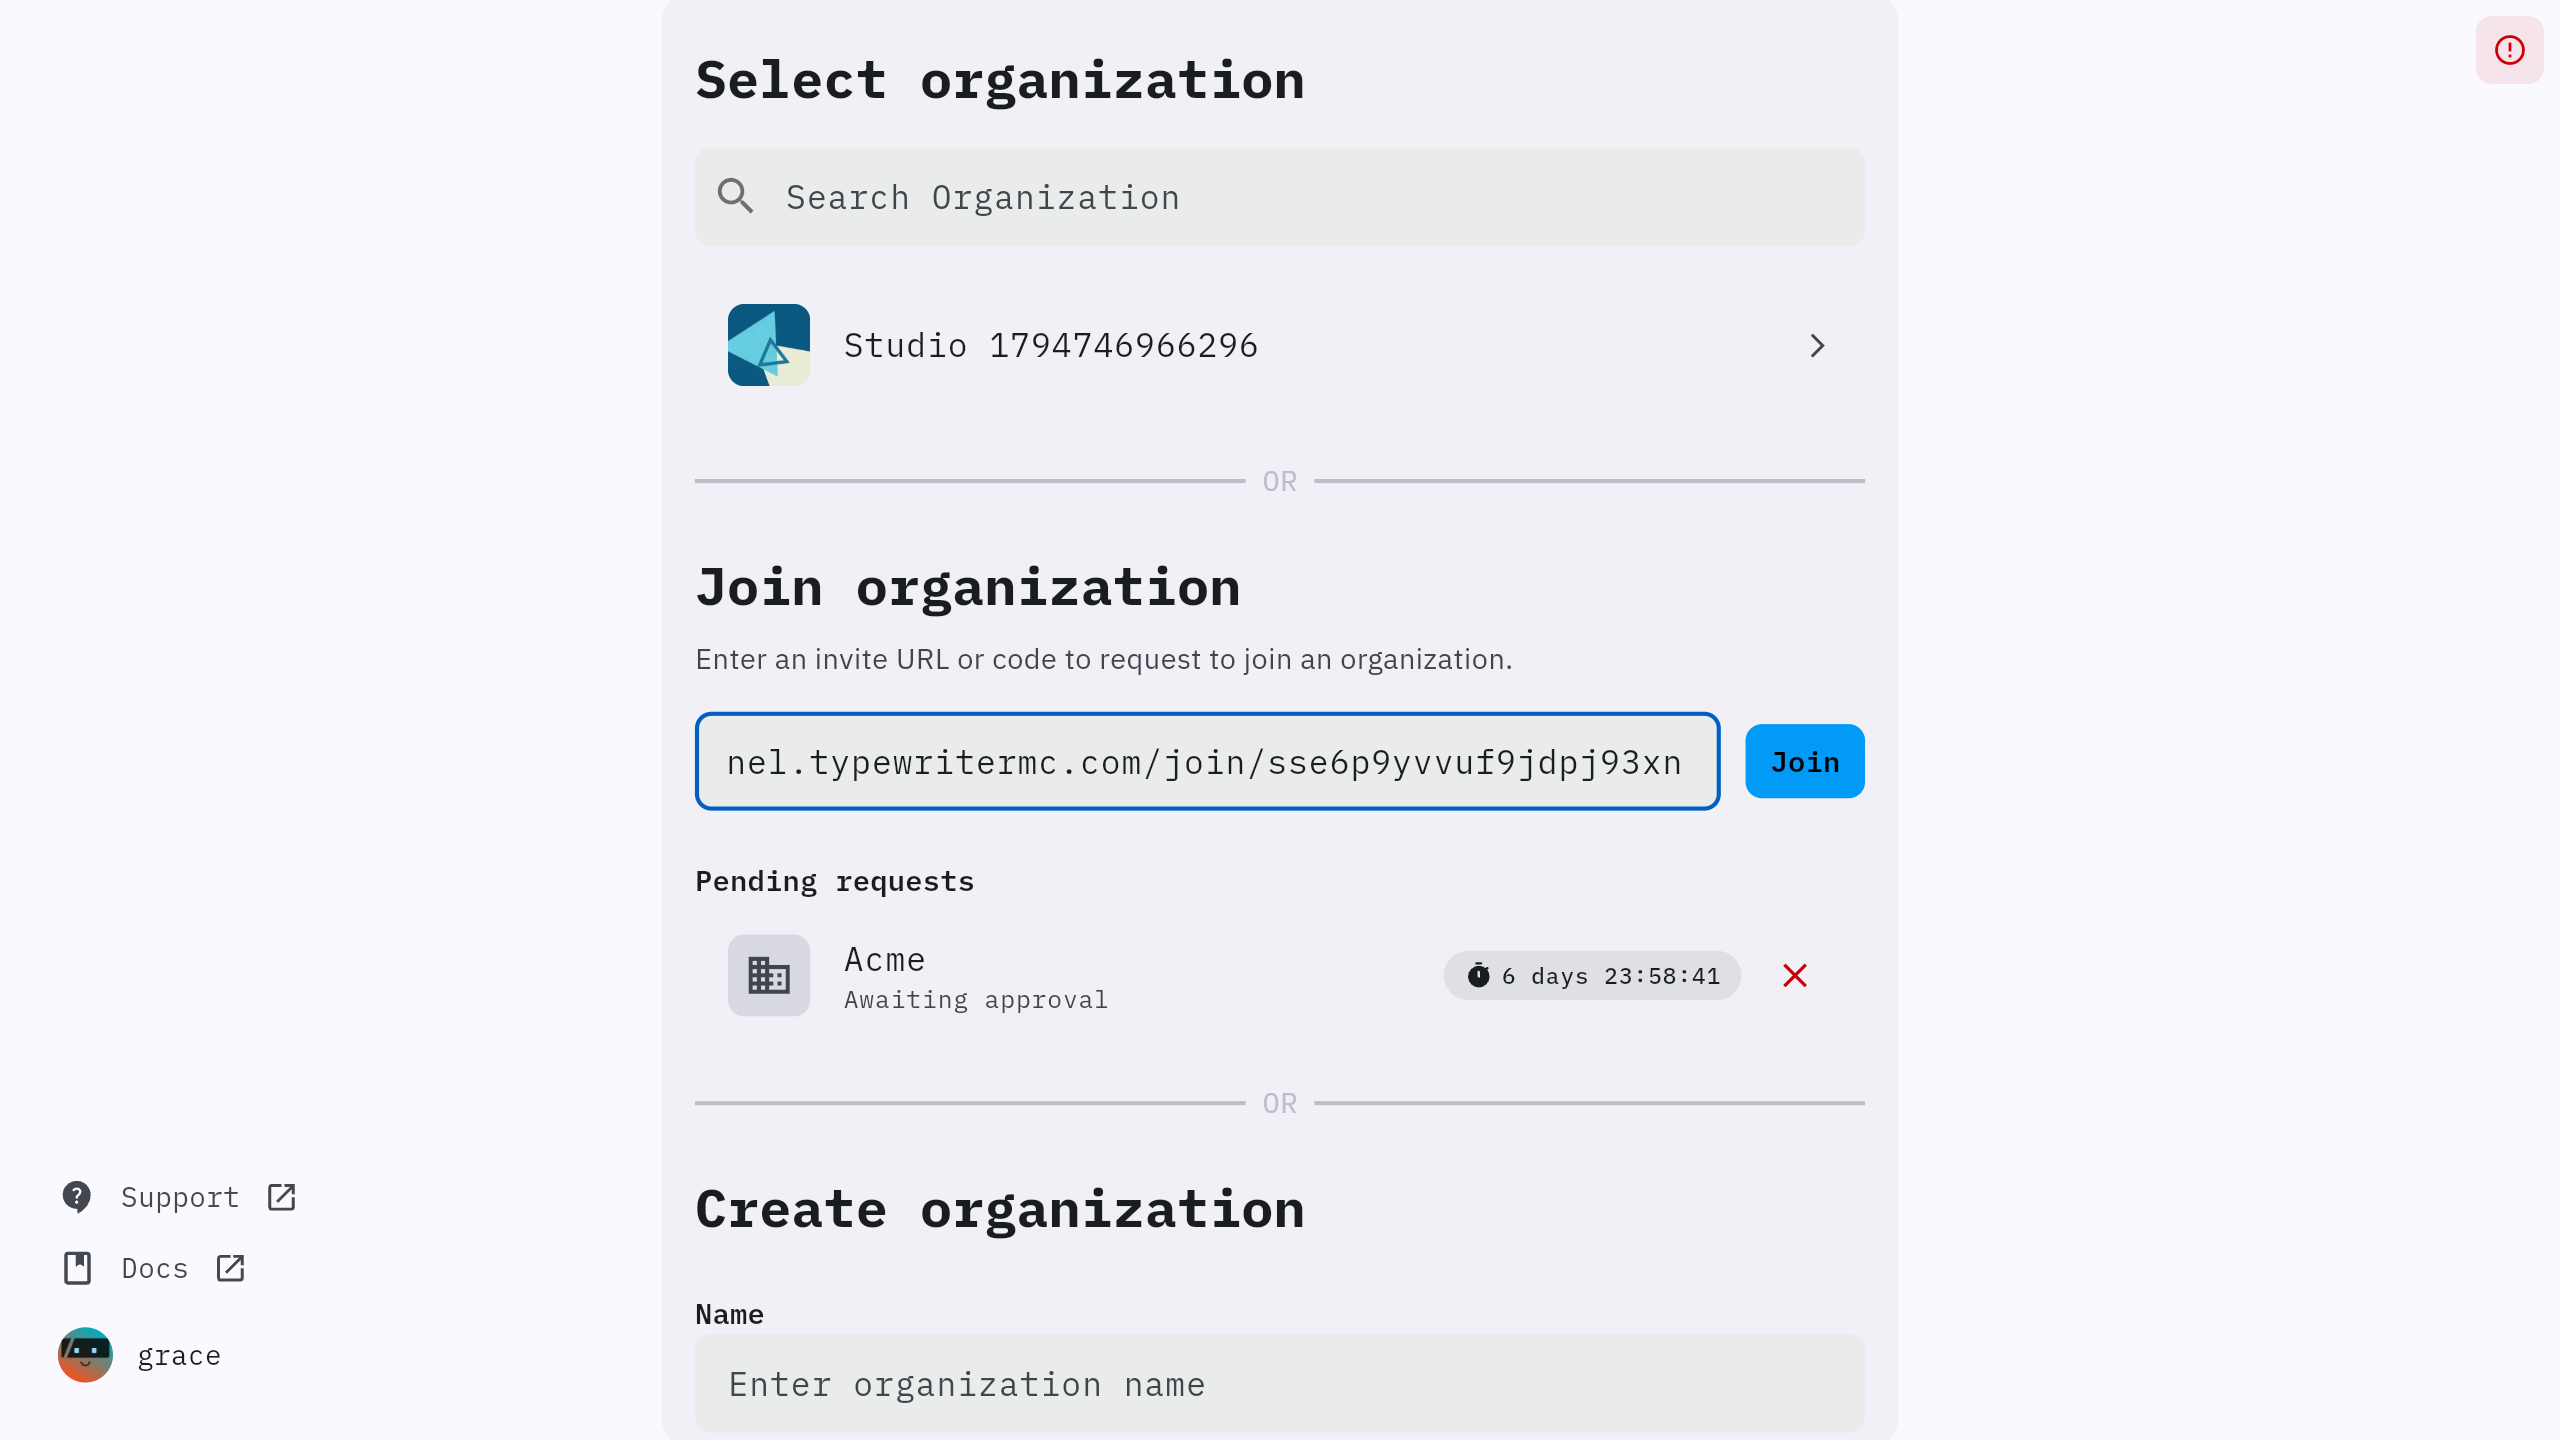 Select organization
Search Organization
Studio 1794746966296
OR
Join organization
Enter an invite URL or code to request to join an organization.
nel.typewritermc.com/join/sse6p9yvvuf9jdpj93xn
Join
Pending requests
Acme
Awaiting approval
6 days 23:58:41
OR
Create organization
Name
Enter organization name
Support
Docs
grace